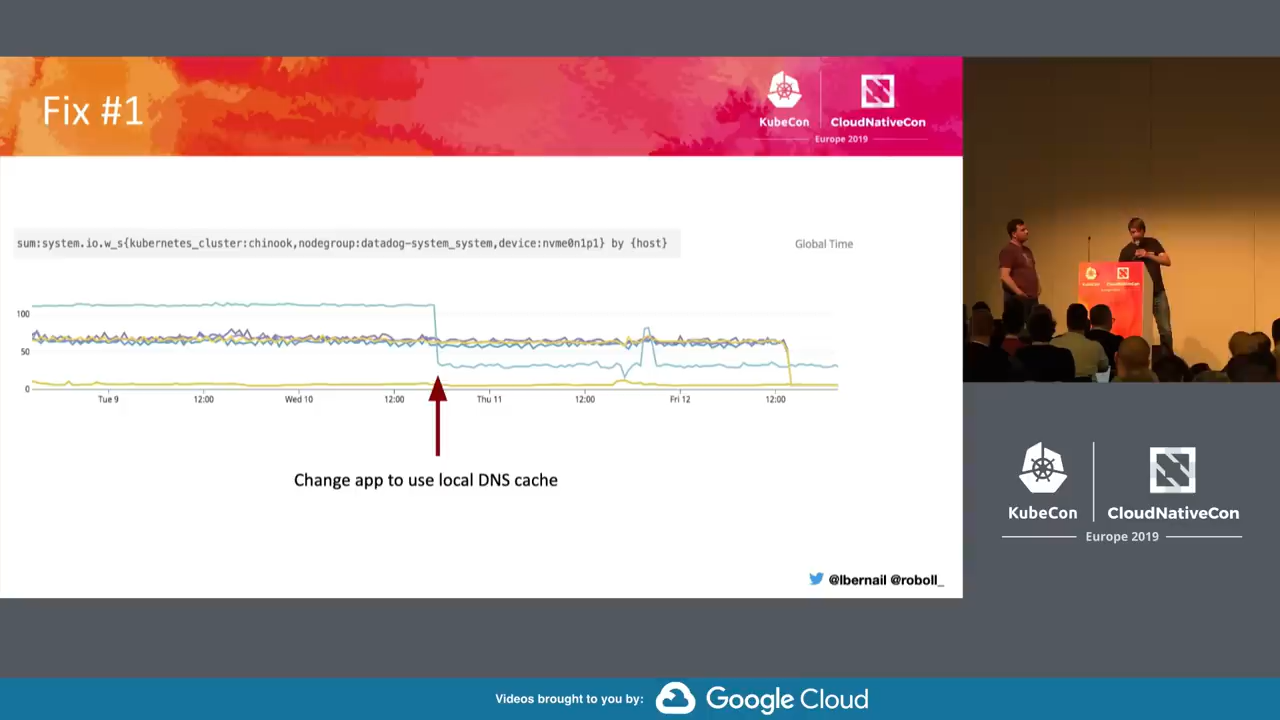 Fix #1
KubeCon
CloudNativeCon
Europe 2019
sum:system.io.w_s{kubernetes_cluster:chinook,nodegroup:datadog-system_system,device:nvme0n1p1} by {host}
Global Time
100
50
0
Tue 9
12:00
Wed 10
12:00
Thu 11
12:00
Fri 12
12:00
Change app to use local DNS cache
@lbernail @roboll_
KubeCon
CloudNativeCon
Europe 2019
Videos brought to you by:
Google Cloud